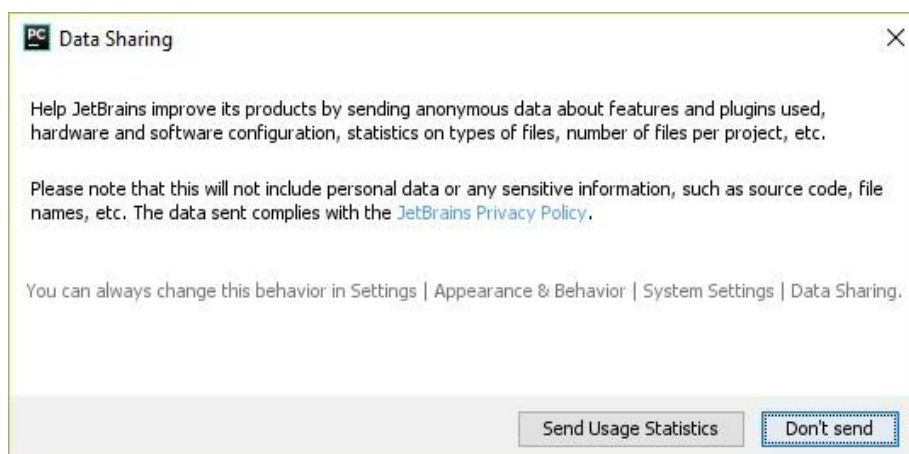 PC Data Sharing
Help JetBrains improve its products by sending anonymous data about features and plugins used,
hardware and software configuration, statistics on types of files, number of files per project, etc.
Please note that this will not include personal data or any sensitive information, such as source code, file
names, etc. The data sent complies with the JetBrains Privacy Policy.
You can always change this behavior in Settings | Appearance & Behavior | System Settings | Data Sharing.
Send Usage Statistics Don't send